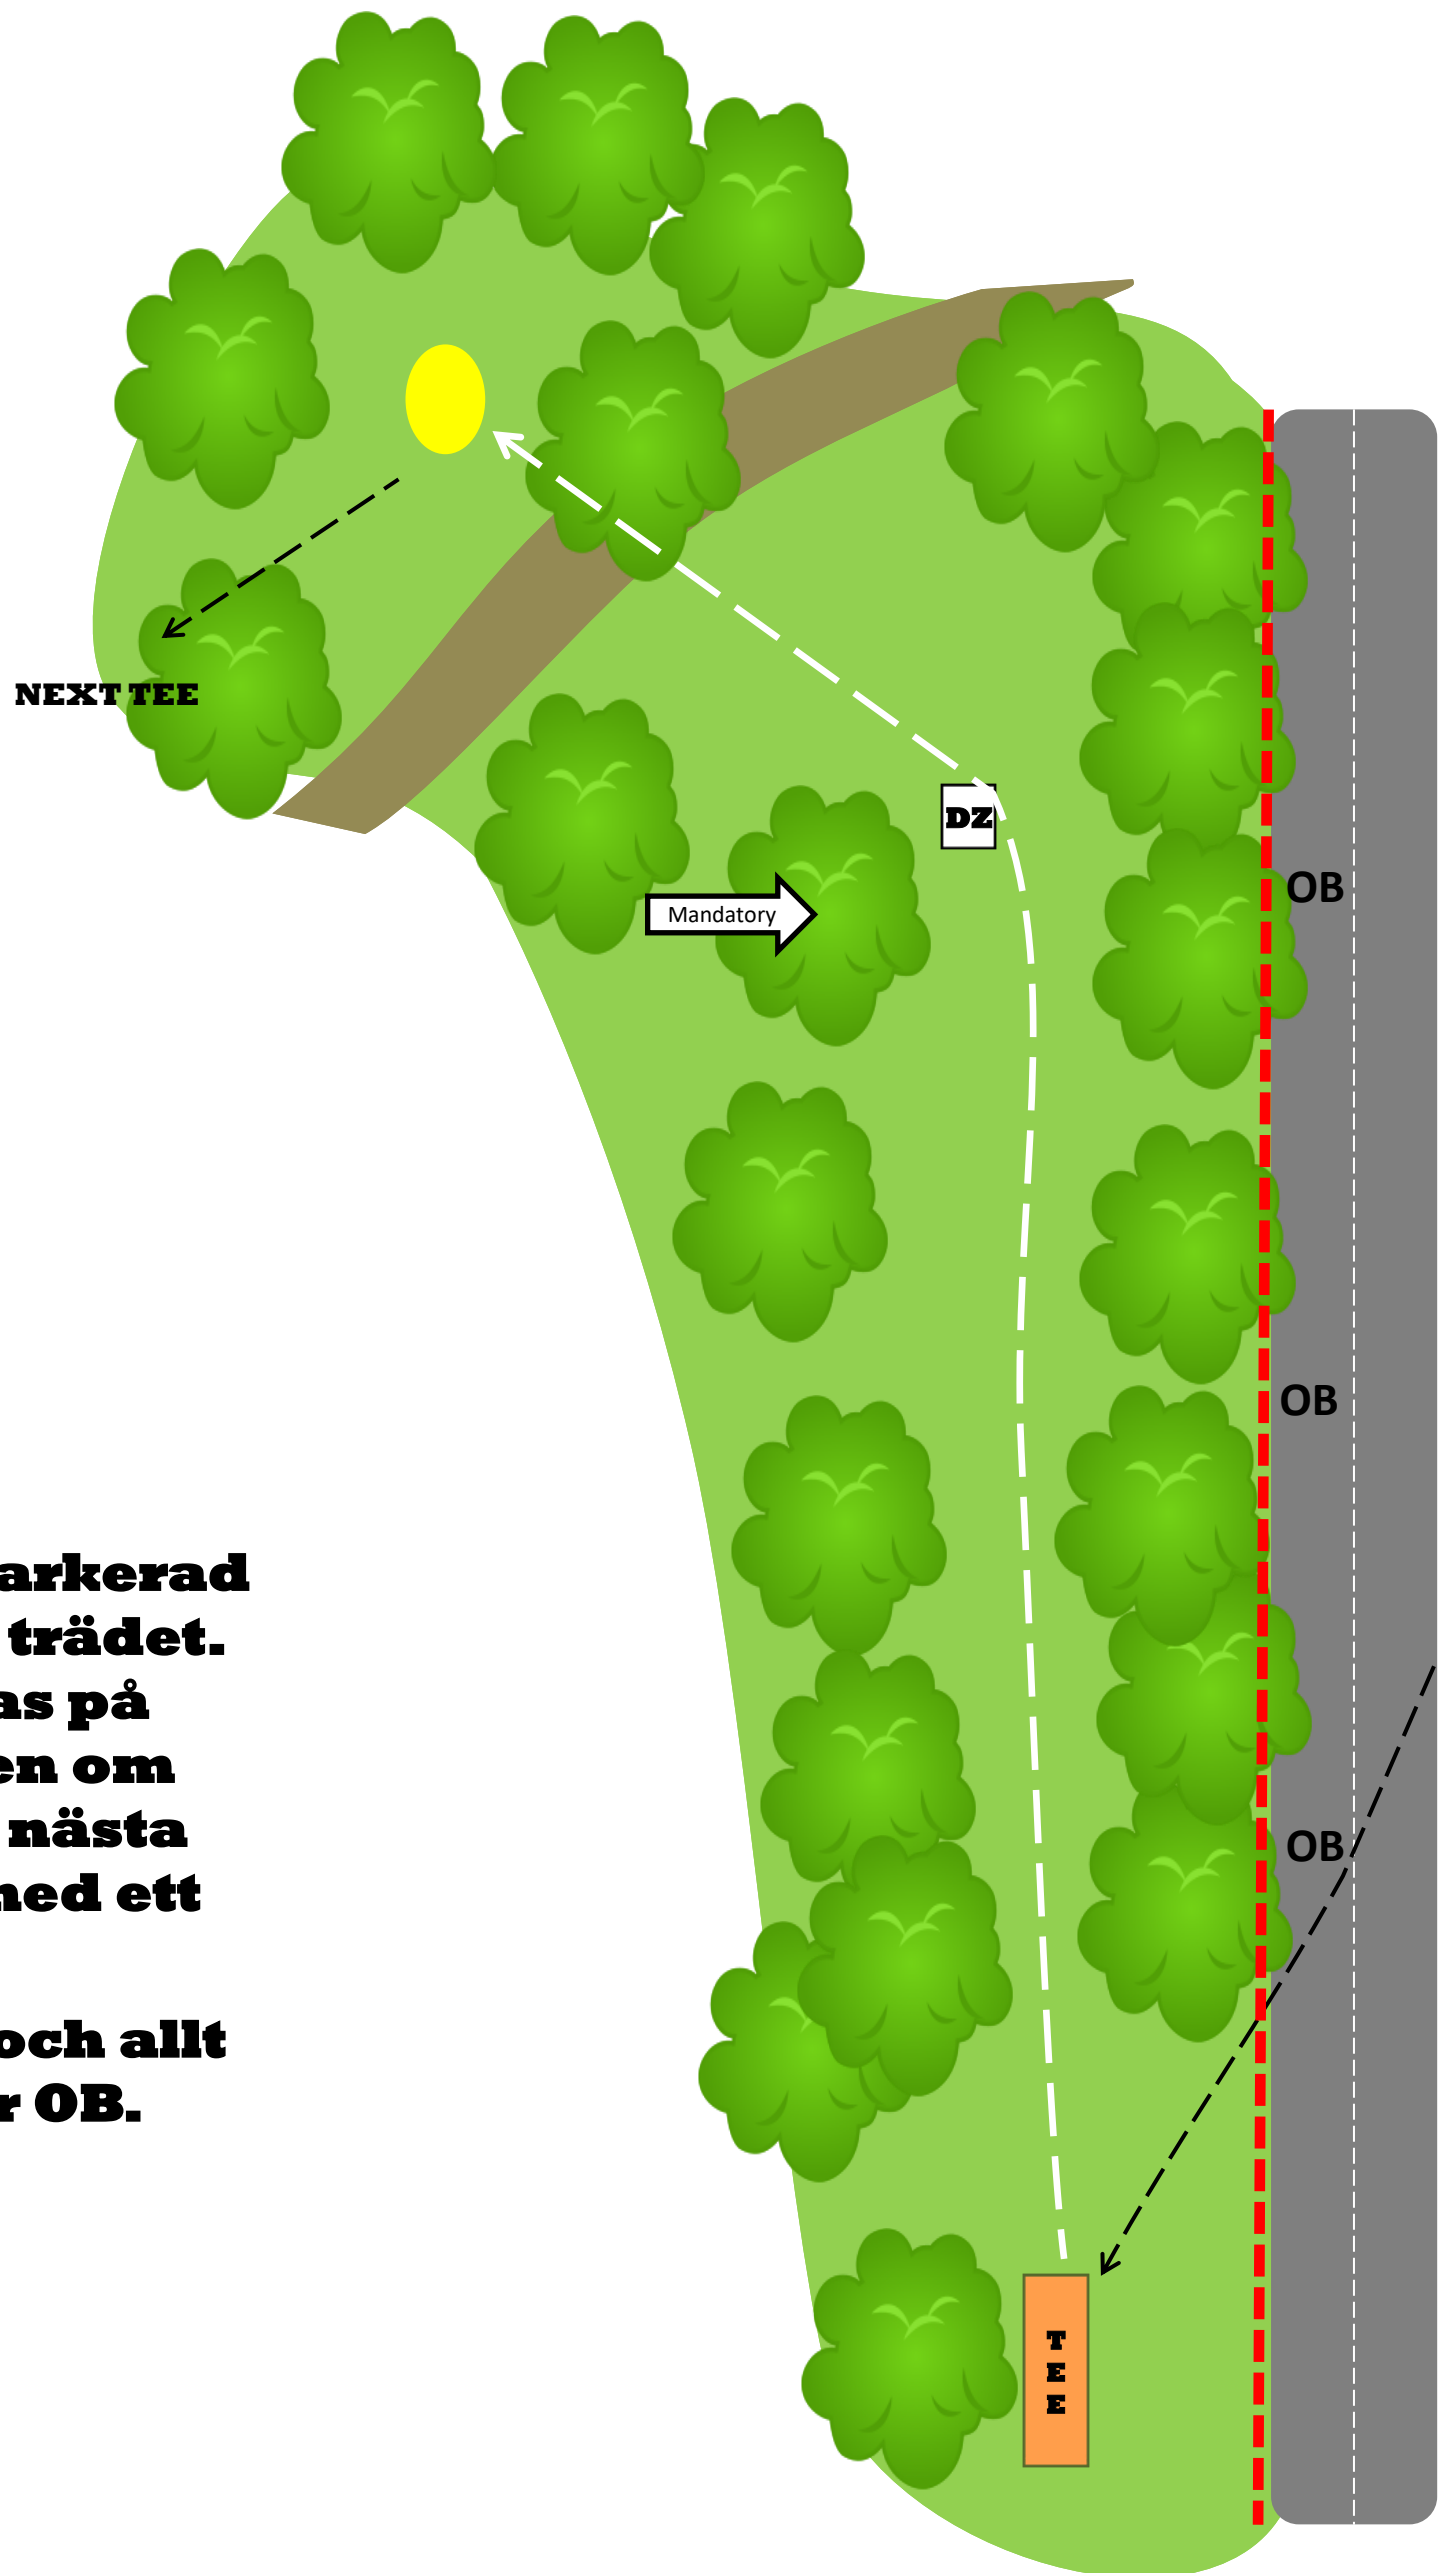 NEXT TEE
DZ
Mandatory
OB
OB
arkerad
trädet.
as på
en om
nästa
ned ett
OB
och allt
r OB.
TEE